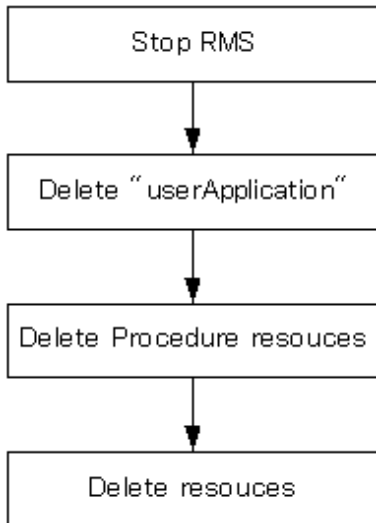 Stop RMS
Delete “userApplication“
Delete Procedure resouces
Delete resouces